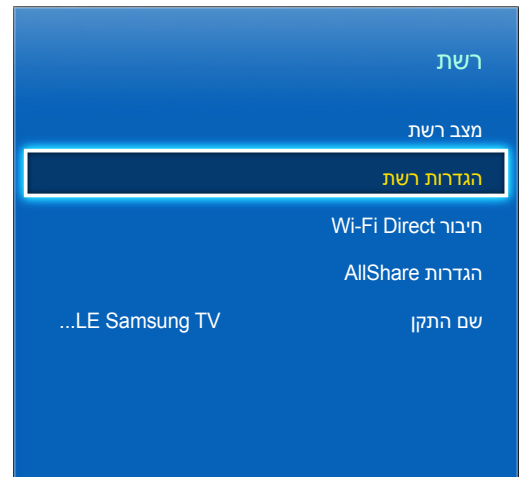 רשת
מצב רשת
הגדרות רשת
חיבור Wi-Fi Direct
הגדרות AllShare
שם התקן LE Samsung TV...